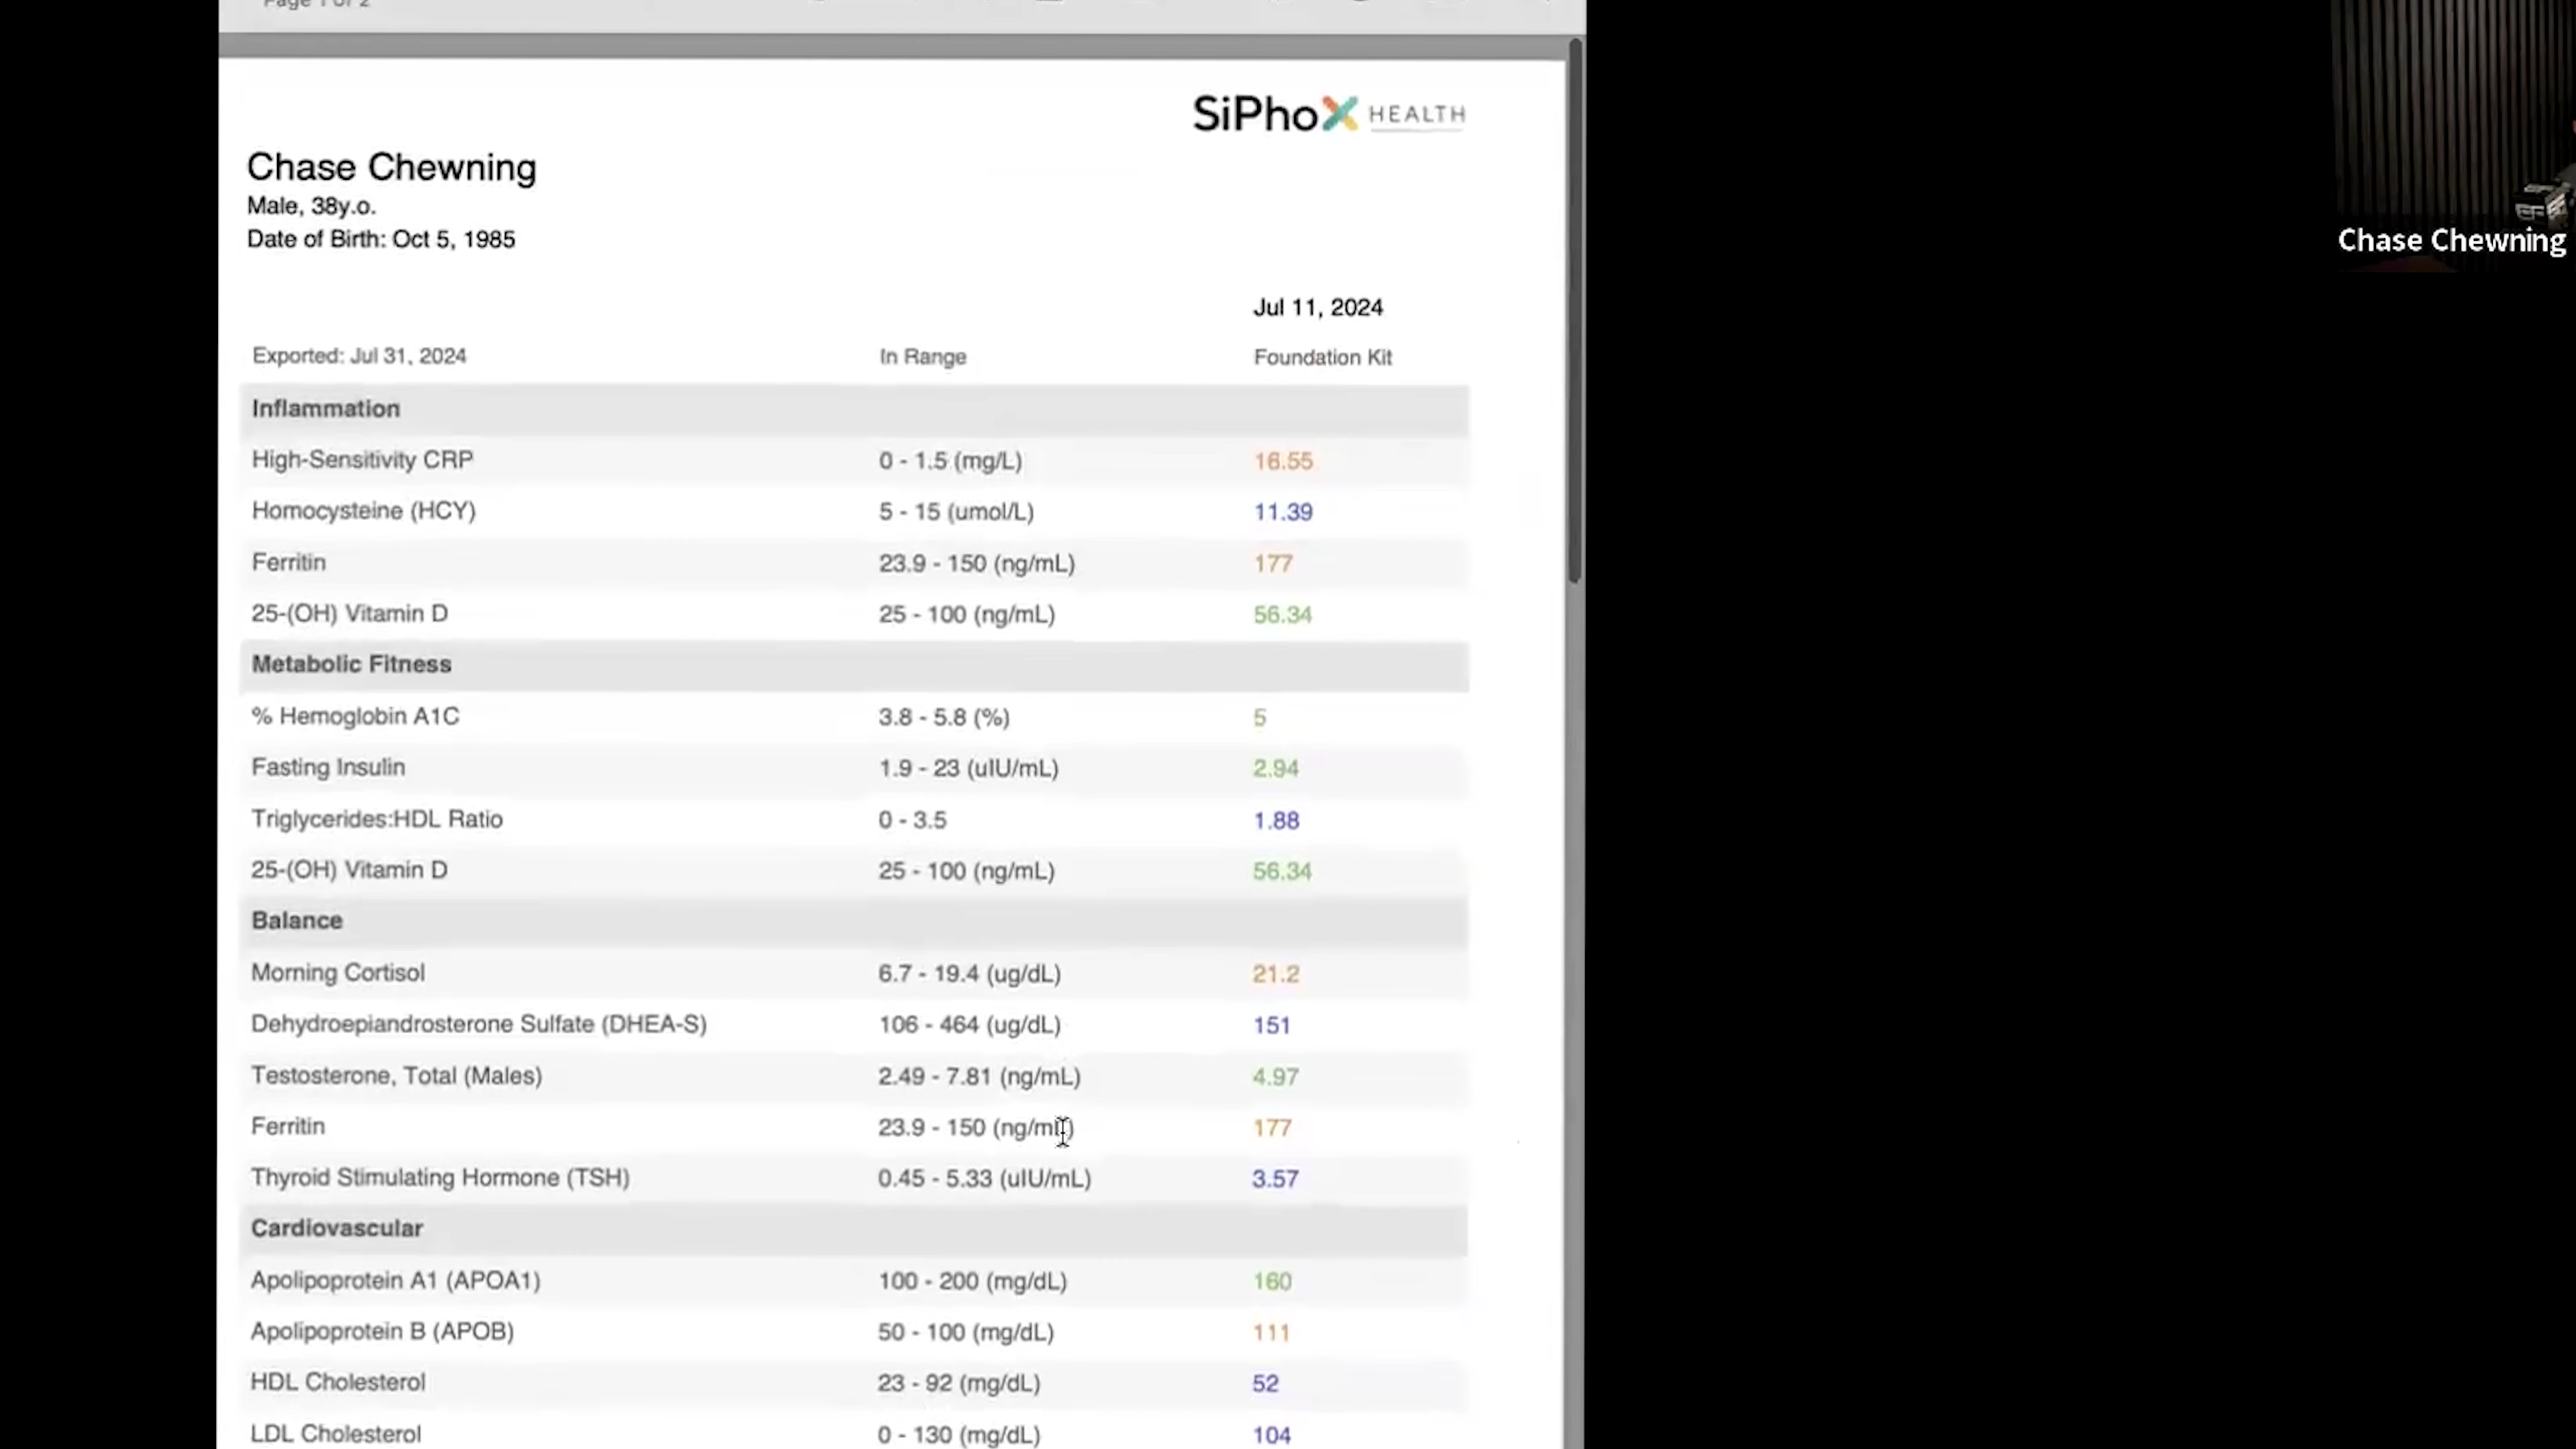 Page 1 of 2
SiPhoX HEALTH
Chase Chewning
Male, 38y.o.
Date of Birth: Oct 5, 1985
Chase Chewning
Jul 11, 2024
Exported: Jul 31, 2024 In Range Foundation Kit
Inflammation
High-Sensitivity CRP 0 - 1.5 (mg/L) 16.55
Homocysteine (HCY) 5 - 15 (umol/L) 11.39
Ferritin 23.9 - 150 (ng/mL) 177
25-(OH) Vitamin D 25 - 100 (ng/mL) 56.34
Metabolic Fitness
% Hemoglobin A1C 3.8 - 5.8 (%) 5
Fasting Insulin 1.9 - 23 (uIU/mL) 2.94
Triglycerides:HDL Ratio 0 - 3.5 1.88
25-(OH) Vitamin D 25 - 100 (ng/mL) 56.34
Balance
Morning Cortisol 6.7 - 19.4 (ug/dL) 21.2
Dehydroepiandrosterone Sulfate (DHEA-S) 106 - 464 (ug/dL) 151
Testosterone, Total (Males) 2.49 - 7.81 (ng/mL) 4.97
Ferritin 23.9 - 150 (ng/mL) 177
Thyroid Stimulating Hormone (TSH) 0.45 - 5.33 (uIU/mL) 3.57
Cardiovascular
Apolipoprotein A1 (APOA1) 100 - 200 (mg/dL) 160
Apolipoprotein B (APOB) 50 - 100 (mg/dL) 111
HDL Cholesterol 23 - 92 (mg/dL) 52
LDL Cholesterol 0 - 130 (mg/dL) 104